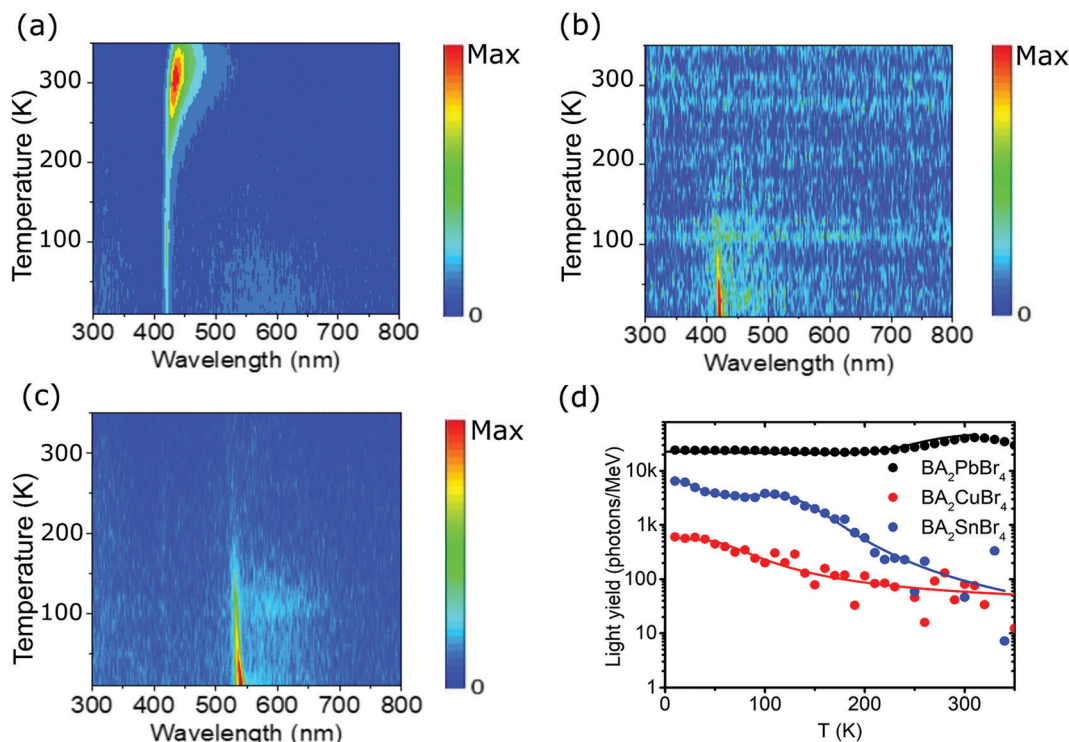 (a)
Max
0
Temperature (K)
300
200
100
300 400 500 600 700 800
Wavelength (nm)
(b)
Max
0
Temperature (K)
300
200
100
300 400 500 600 700 800
Wavelength (nm)
(c)
Max
0
Temperature (K)
300
200
100
300 400 500 600 700 800
Wavelength (nm)
(d)
Light yield (photons/MeV)
10k
1k
100
10
1
BA₂PbBr₄
BA₂CuBr₄
BA₂SnBr₄
0 100 200 300
T (K)